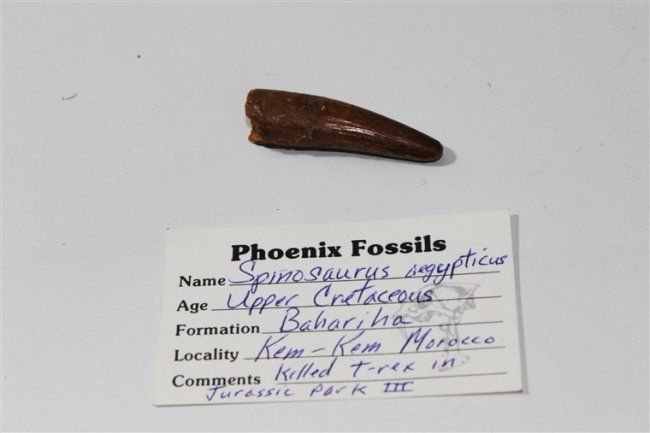 Phoenix Fossils
Name Spinosaurus aegypticus
Age Upper Cretaceous
Formation Bahariha
Locality Kem-Kem Morocco
Comments Killed t-rex in
Jurassic Park III